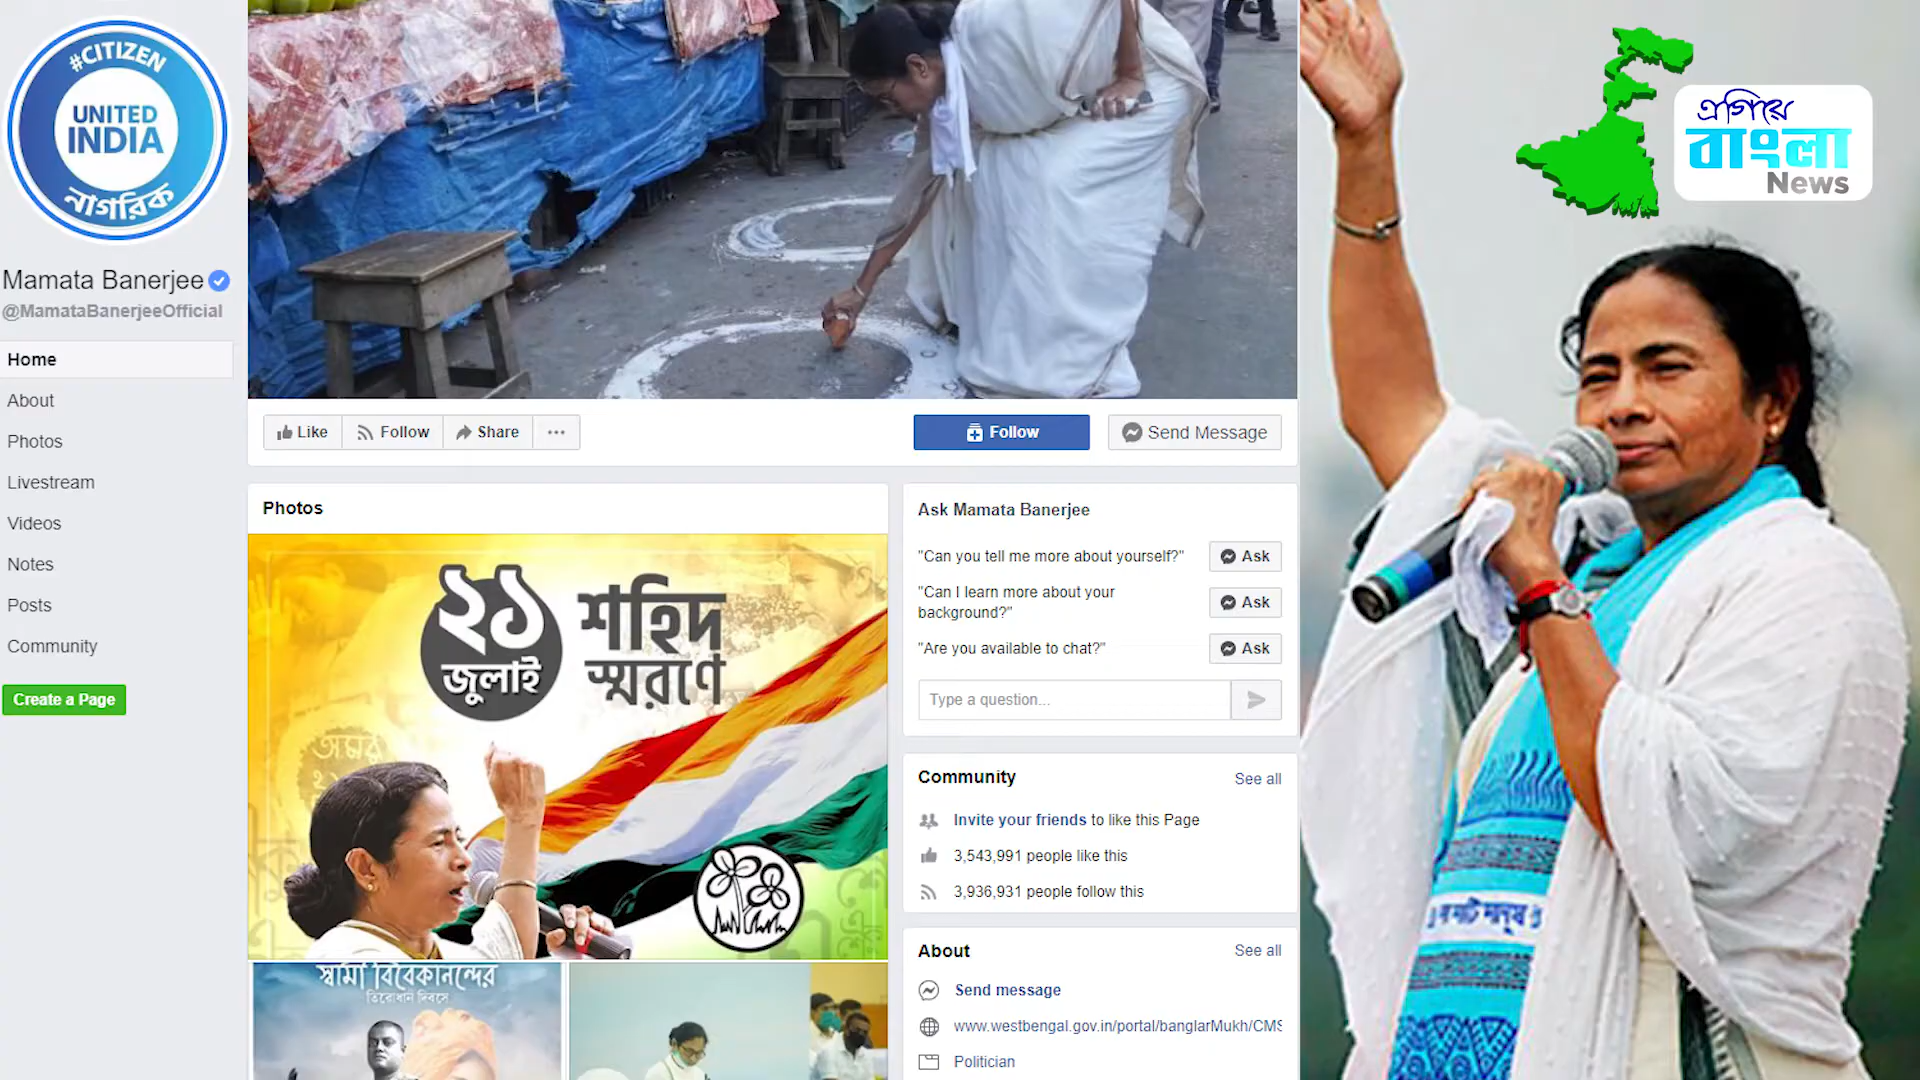 #CITIZEN
UNITED
INDIA
নাগরিক
Mamata Banerjee
@MamataBanerjeeOfficial
Home
About
Photos
Livestream
Videos
Notes
Posts
Community
Create a Page
Like
Follow
Share
Follow
Send Message
Photos
২১
জুলাই
শহিদ
স্মরণে
স্বামী বিবেকানন্দের
তিরোধান দিবসে
Ask Mamata Banerjee
"Can you tell me more about yourself?"
Ask
"Can I learn more about your
background?"
Ask
"Are you available to chat?"
Ask
Type a question...
Community
See all
Invite your friends to like this Page
3,543,991 people like this
3,936,931 people follow this
About
See all
Send message
www.westbengal.gov.in/portal/banglarMukh/CMS
Politician
এগিয়ে
বাংলা
News